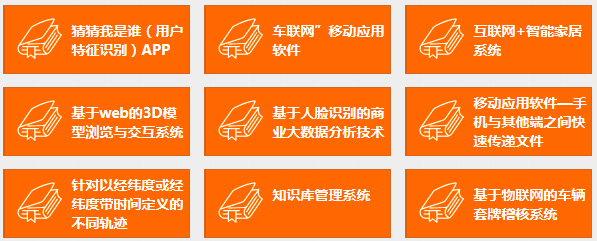 猜猜我是谁（用户
特征识别）APP
车联网”移动应用
软件
互联网+智能家居
系统
基于web的3D模
型浏览与交互系统
基于人脸识别的商
业大数据分析技术
移动应用软件—手
机与其他端之间快
速传递文件
针对以经纬度或经
纬度带时间定义的
不同轨迹
知识库管理系统
基于物联网的车辆
套牌稽核系统